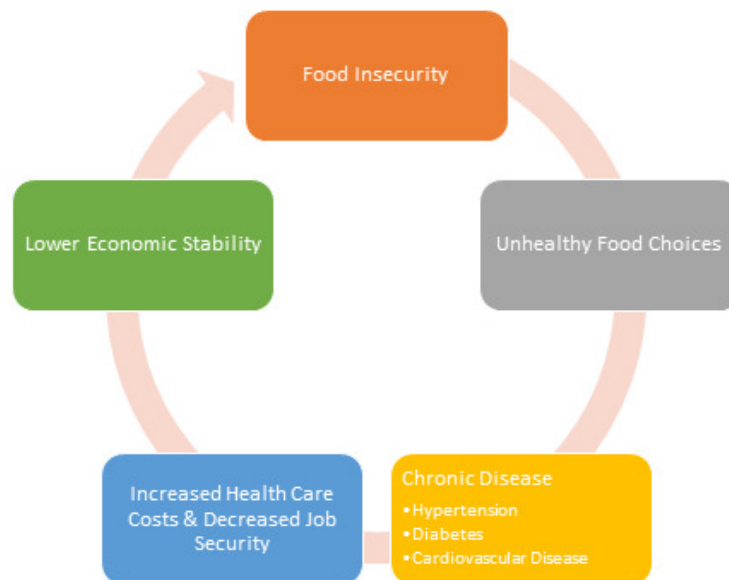 Food Insecurity
Unhealthy Food Choices
Chronic Disease
•Hypertension
•Diabetes
•Cardiovascular Disease
Increased Health Care
Costs & Decreased Job
Security
Lower Economic Stability